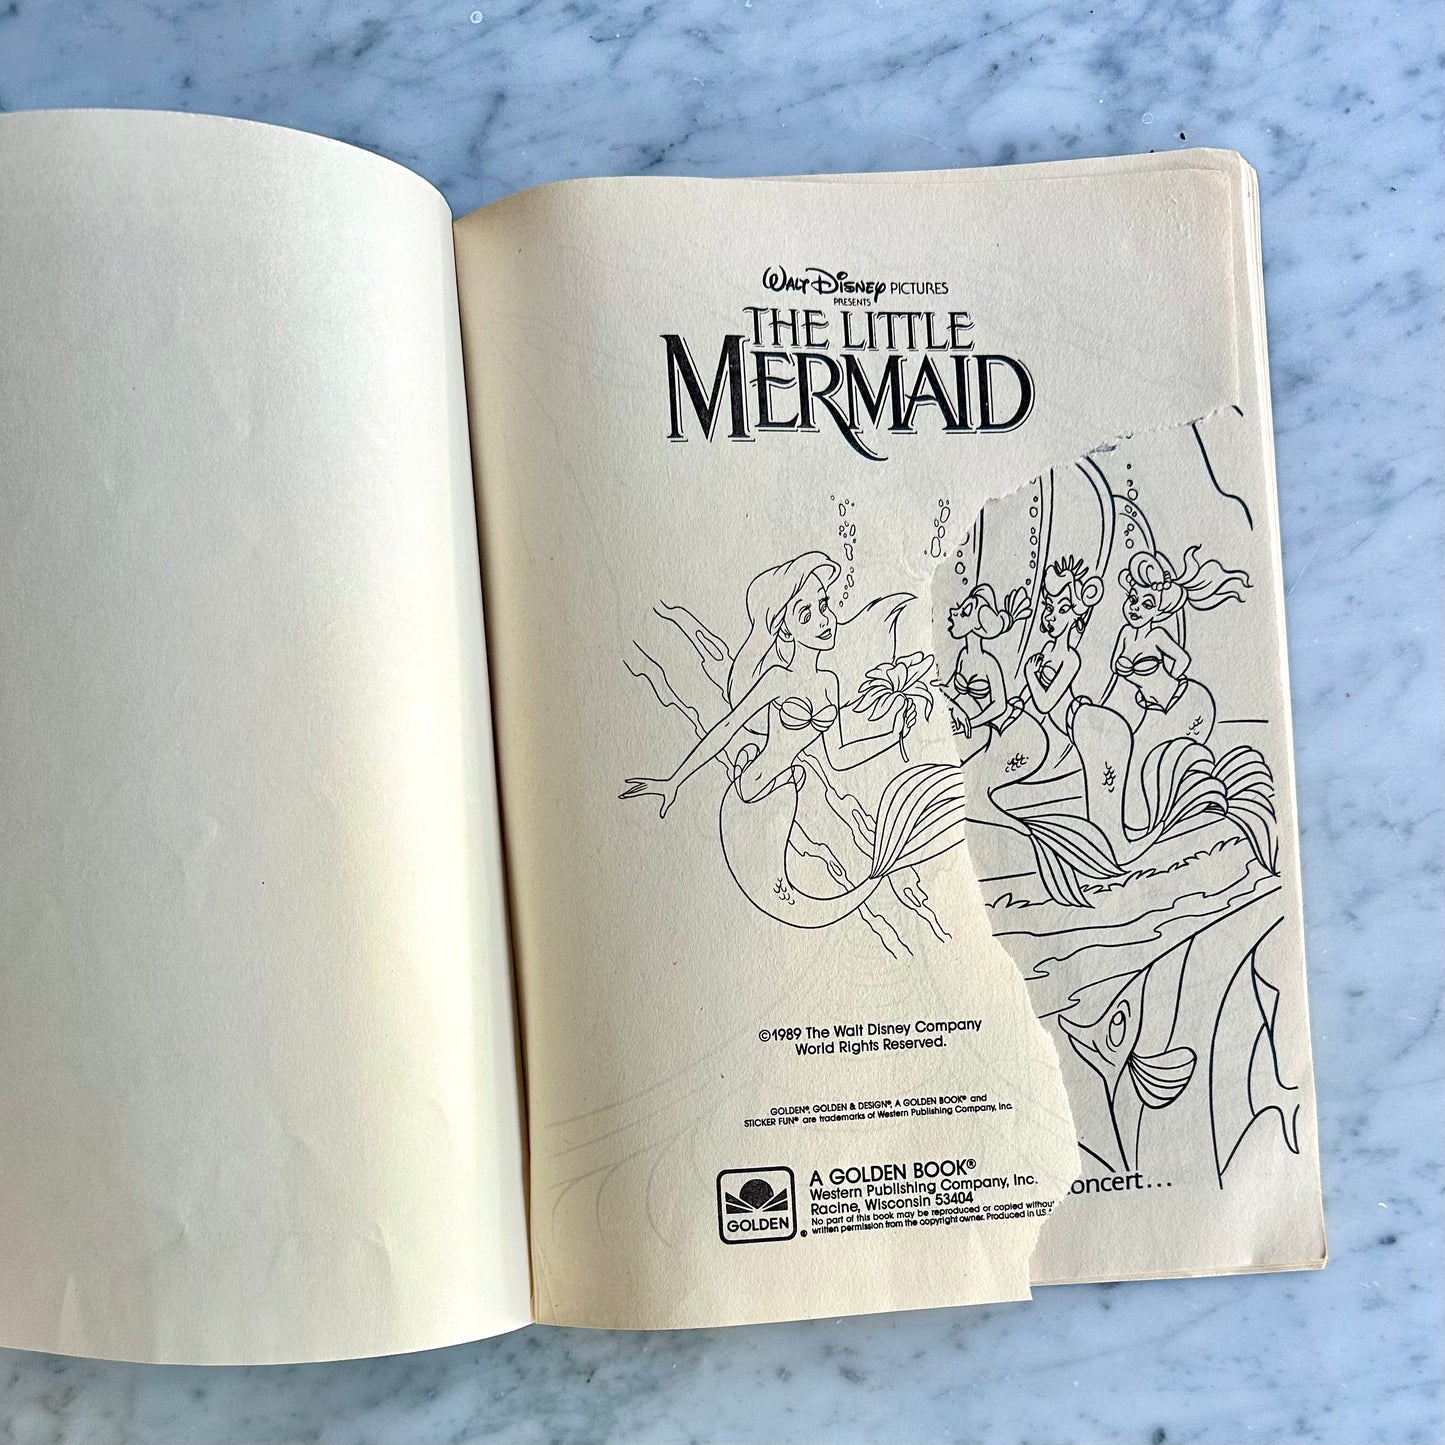 WALT DISNEY PICTURES
PRESENTS
THE LITTLE
MERMAID
©1989 The Walt Disney Company
World Rights Reserved.
GOLDEN®, GOLDEN & DESIGN®, A GOLDEN BOOK® and
STICKER FUN® are trademarks of Western Publishing Company, Inc.
GOLDEN®
A GOLDEN BOOK®
Western Publishing Company, Inc.
Racine, Wisconsin 53404
No part of this book may be reproduced or copied withou
written permission from the copyright owner. Produced in U.S.
oncert...